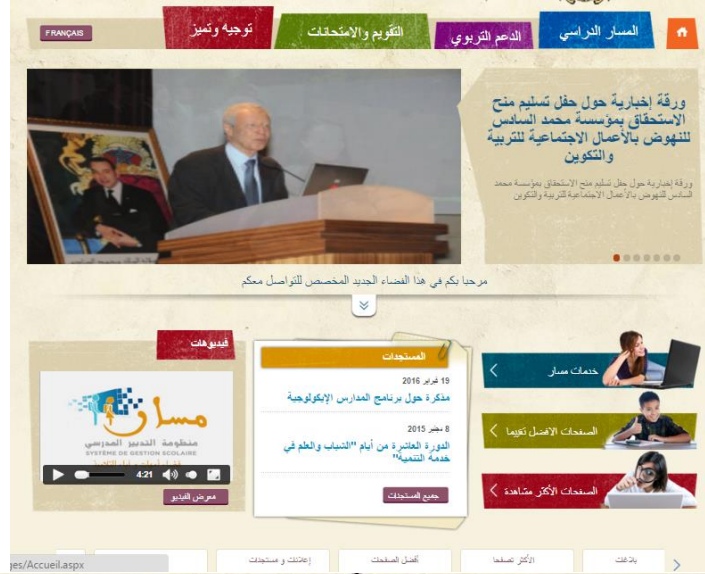 المسار الدراسي
الدعم التربوي
التقويم والامتحانات
توجيه وتميز
FRANÇAIS
ورقة إخبارية حول حفل تسليم منح
الاستحقاق بمؤسسة محمد السادس
للنهوض بالأعمال الاجتماعية للتربية
والتكوين
ورقة إخبارية حول حفل تسليم منح الاستحقاق بمؤسسة محمد
السادس للنهوض بالأعمال الاجتماعية للتربية والتكوين
مرحبا بكم في هذا الفضاء الجديد المخصص للتواصل معكم
خدمات مسار
الصفحات الافضل تقيما
الصفحات الأكثر مشاهدة
المستجدات
19 فبراير 2016
مذكرة حول برنامج المدارس الإيكولوجية
8 دجنبر 2015
الدورة العاشرة من أيام "الشباب والعلم في
خدمة التنمية"
جميع المستجدات
فيديوهات
مسار
منظومة التدبير المدرسي
SYSTÈME DE GESTION SCOLAIRE
4:21
معرض الفيديو
بلاغات
الأكثر تصفحا
أفضل الصفحات
إعلانات و مستجدات
ges/Accueil.aspx